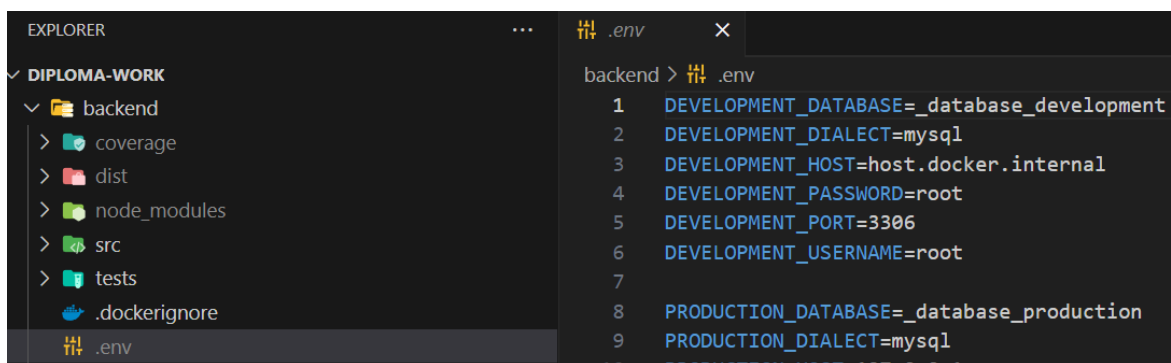 EXPLORER
DIPLOMA-WORK
backend
coverage
dist
node_modules
src
tests
.dockerignore
.env
.env
backend > .env
1 DEVELOPMENT_DATABASE=_database_development
2 DEVELOPMENT_DIALECT=mysql
3 DEVELOPMENT_HOST=host.docker.internal
4 DEVELOPMENT_PASSWORD=root
5 DEVELOPMENT_PORT=3306
6 DEVELOPMENT_USERNAME=root
7
8 PRODUCTION_DATABASE=_database_production
9 PRODUCTION_DIALECT=mysql